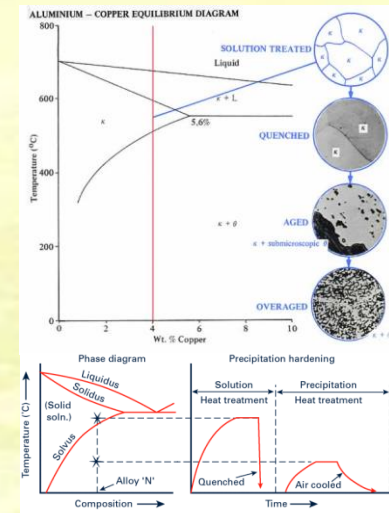 ALUMINIUM – COPPER EQUILIBRIUM DIAGRAM
800
600
400
200
0
Temperature (°C)
Liquid
κ + L
κ
5,6%
κ + θ
0
2
4
6
8
10
Wt. % Copper
SOLUTION TREATED
κ
κ
κ
κ
κ
κ
QUENCHED
κ
κ
AGED
κ + submicroscopic θ
OVERAGED
κ + θ
Phase diagram
Temperature (°C)
Liquidus
Solidus
(Solid
soln.)
Solvus
Alloy 'N'
Composition
Precipitation hardening
Solution
Heat treatment
Precipitation
Heat treatment
Quenched
Air cooled
Time